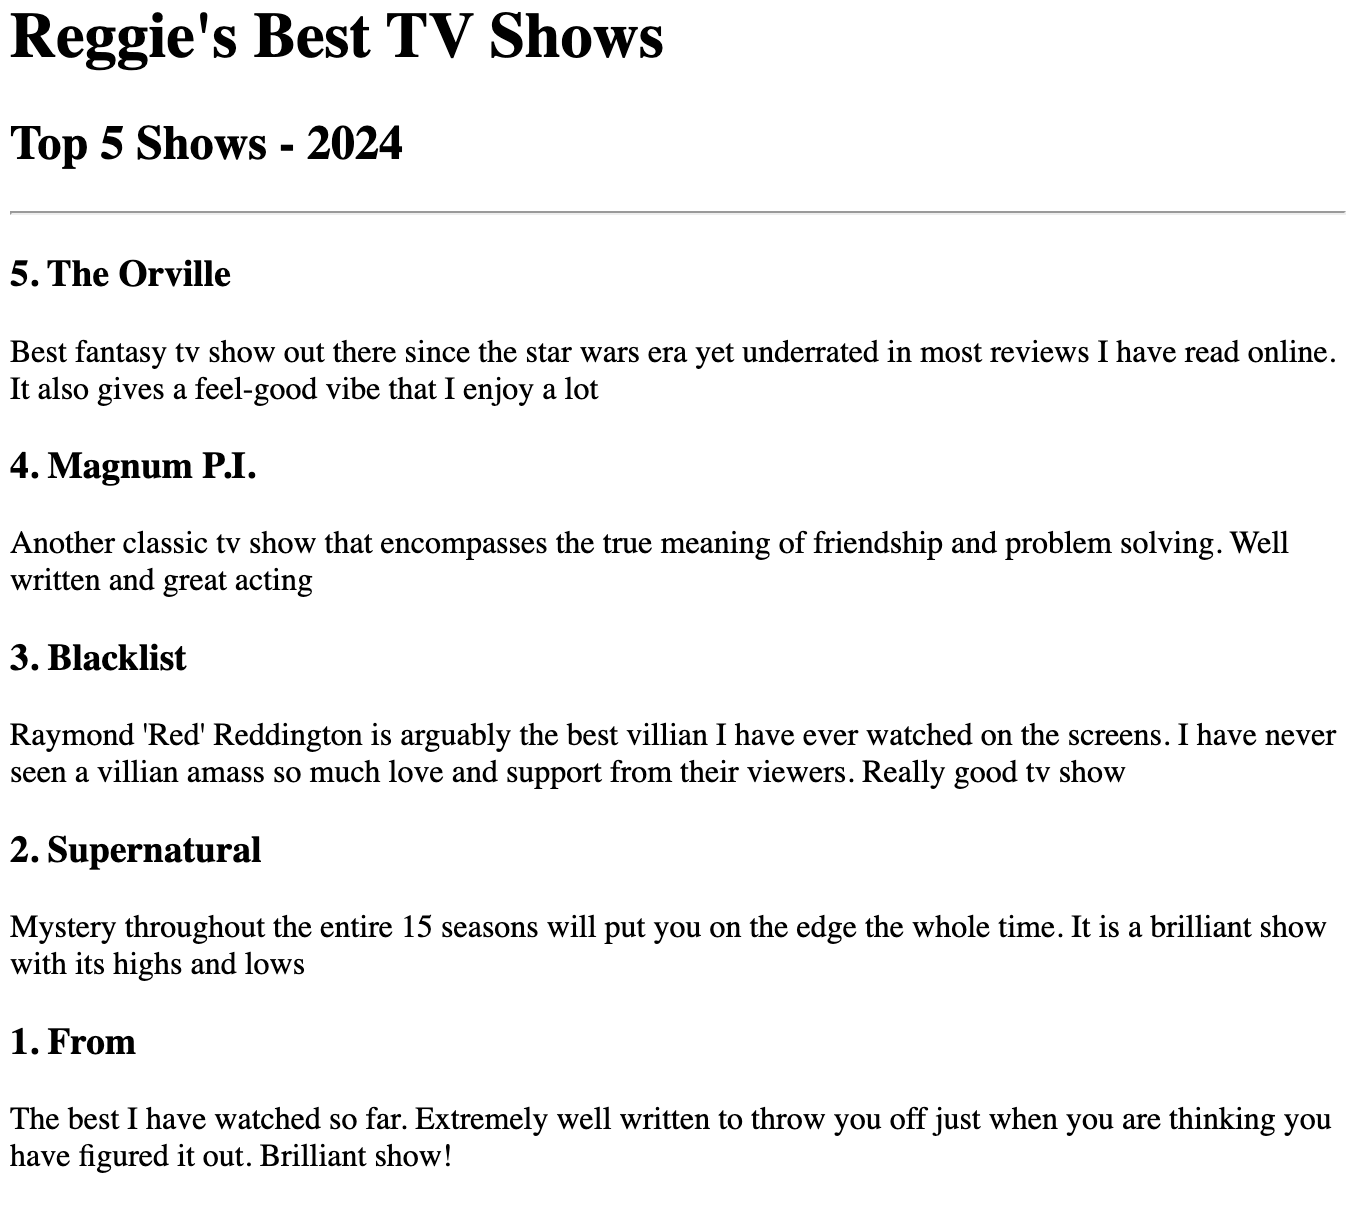 Reggie's Best TV Shows
Top 5 Shows - 2024
5. The Orville
Best fantasy tv show out there since the star wars era yet underrated in most reviews I have read online.
It also gives a feel-good vibe that I enjoy a lot
4. Magnum P.I.
Another classic tv show that encompasses the true meaning of friendship and problem solving. Well
written and great acting
3. Blacklist
Raymond 'Red' Reddington is arguably the best villian I have ever watched on the screens. I have never
seen a villian amass so much love and support from their viewers. Really good tv show
2. Supernatural
Mystery throughout the entire 15 seasons will put you on the edge the whole time. It is a brilliant show
with its highs and lows
1. From
The best I have watched so far. Extremely well written to throw you off just when you are thinking you
have figured it out. Brilliant show!